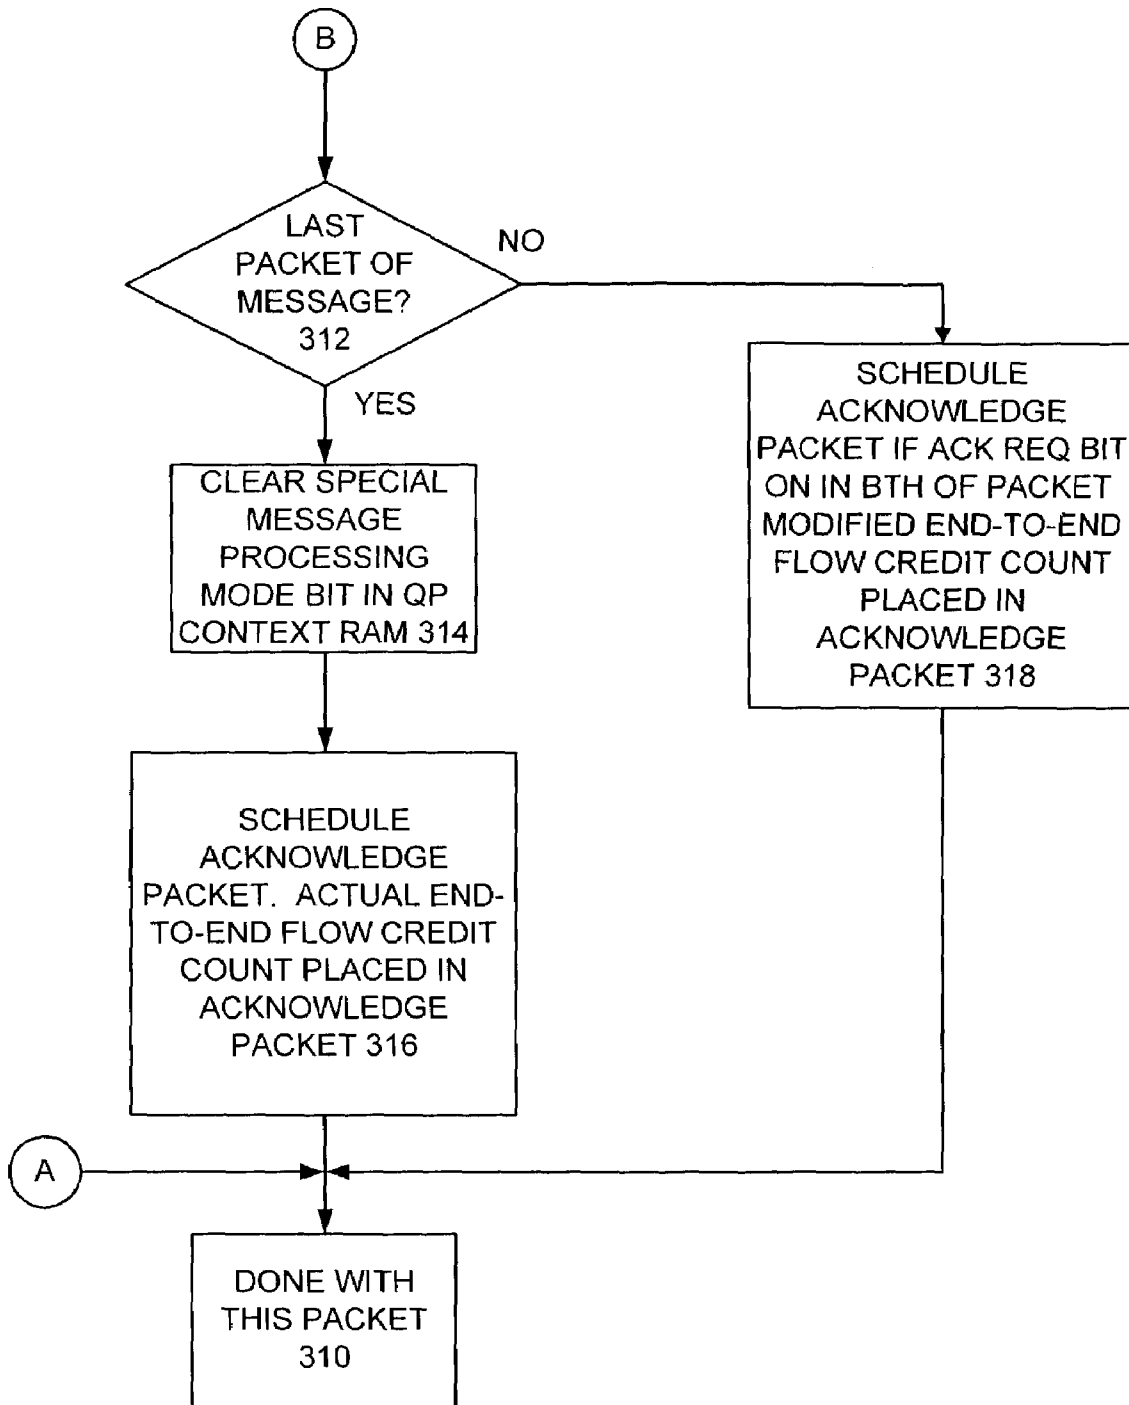 B
LAST
PACKET OF
MESSAGE?
312
NO
YES
CLEAR SPECIAL
MESSAGE
PROCESSING
MODE BIT IN QP
CONTEXT RAM 314
SCHEDULE
ACKNOWLEDGE
PACKET IF ACK REQ BIT
ON IN BTH OF PACKET
MODIFIED END-TO-END
FLOW CREDIT COUNT
PLACED IN
ACKNOWLEDGE
PACKET 318
SCHEDULE
ACKNOWLEDGE
PACKET. ACTUAL END-
TO-END FLOW CREDIT
COUNT PLACED IN
ACKNOWLEDGE
PACKET 316
A
DONE WITH
THIS PACKET
310